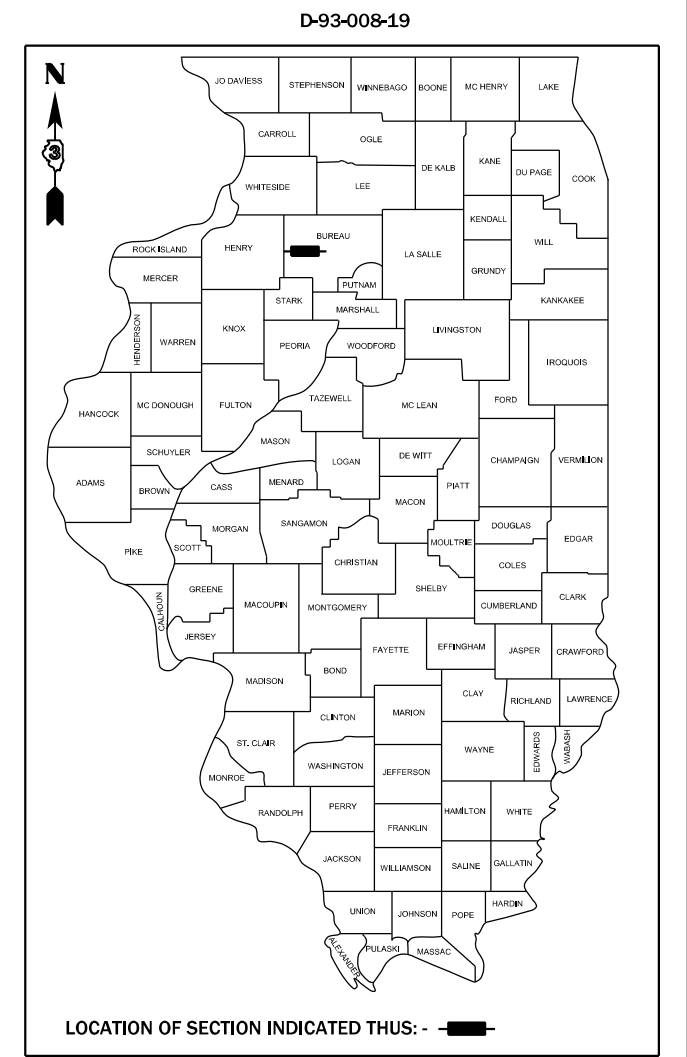 D-93-008-19
N
3
JO DAVIESS
STEPHENSON
WINNEBAGO
BOONE
MC HENRY
LAKE
CARROLL
OGLE
DE KALB
KANE
DU PAGE
COOK
WHITESIDE
LEE
KENDALL
WILL
ROCK ISLAND
HENRY
BUREAU
LA SALLE
GRUNDY
MERCER
PUTNAM
KANKAKEE
STARK
MARSHALL
HENDERSON
WARREN
KNOX
PEORIA
WOODFORD
LIVINGSTON
IROQUOIS
HANCOCK
MC DONOUGH
FULTON
TAZEWELL
MC LEAN
FORD
MASON
SCHUYLER
LOGAN
DE WITT
CHAMPAIGN
VERMILION
ADAMS
BROWN
CASS
MENARD
PIATT
MACON
MORGAN
SANGAMON
DOUGLAS
EDGAR
PIKE
SCOTT
CHRISTIAN
MOULTRIE
COLES
GREENE
MACOUPIN
MONTGOMERY
SHELBY
CUMBERLAND
CLARK
CALHOUN
JERSEY
FAYETTE
EFFINGHAM
JASPER
CRAWFORD
MADISON
BOND
CLAY
RICHLAND
LAWRENCE
CLINTON
MARION
ST. CLAIR
WAYNE
EDWARDS
WABASH
MONROE
WASHINGTON
JEFFERSON
RANDOLPH
PERRY
HAMILTON
WHITE
FRANKLIN
JACKSON
WILLIAMSON
SALINE
GALLATIN
UNION
JOHNSON
POPE
HARDIN
ALEXANDER
PULASKI
MASSAC
LOCATION OF SECTION INDICATED THUS: -